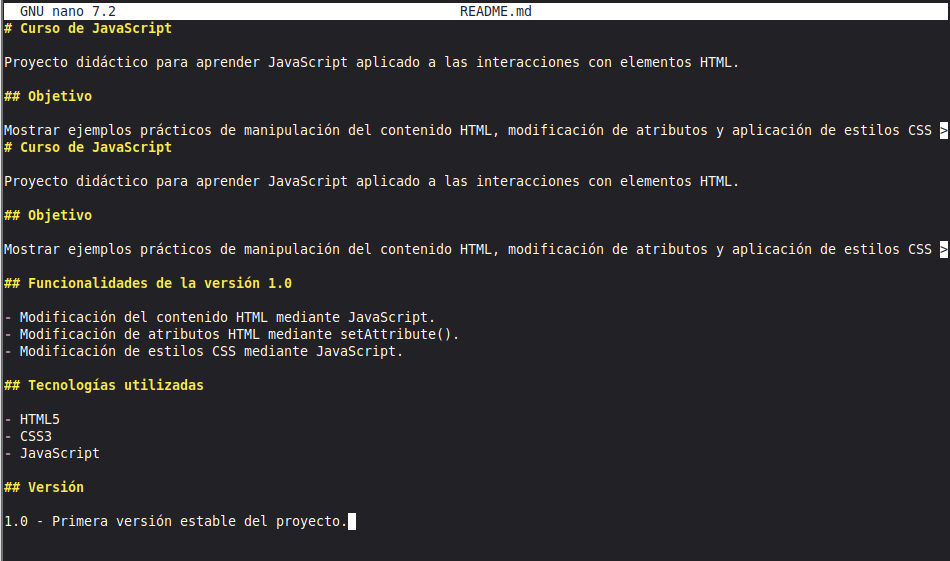 GNU nano 7.2 README.md
# Curso de JavaScript
Proyecto didáctico para aprender JavaScript aplicado a las interacciones con elementos HTML.
## Objetivo
Mostrar ejemplos prácticos de manipulación del contenido HTML, modificación de atributos y aplicación de estilos CSS >
# Curso de JavaScript
Proyecto didáctico para aprender JavaScript aplicado a las interacciones con elementos HTML.
## Objetivo
Mostrar ejemplos prácticos de manipulación del contenido HTML, modificación de atributos y aplicación de estilos CSS >
## Funcionalidades de la versión 1.0
- Modificación del contenido HTML mediante JavaScript.
- Modificación de atributos HTML mediante setAttribute().
- Modificación de estilos CSS mediante JavaScript.
## Tecnologías utilizadas
- HTML5
- CSS3
- JavaScript
## Versión
1.0 - Primera versión estable del proyecto.